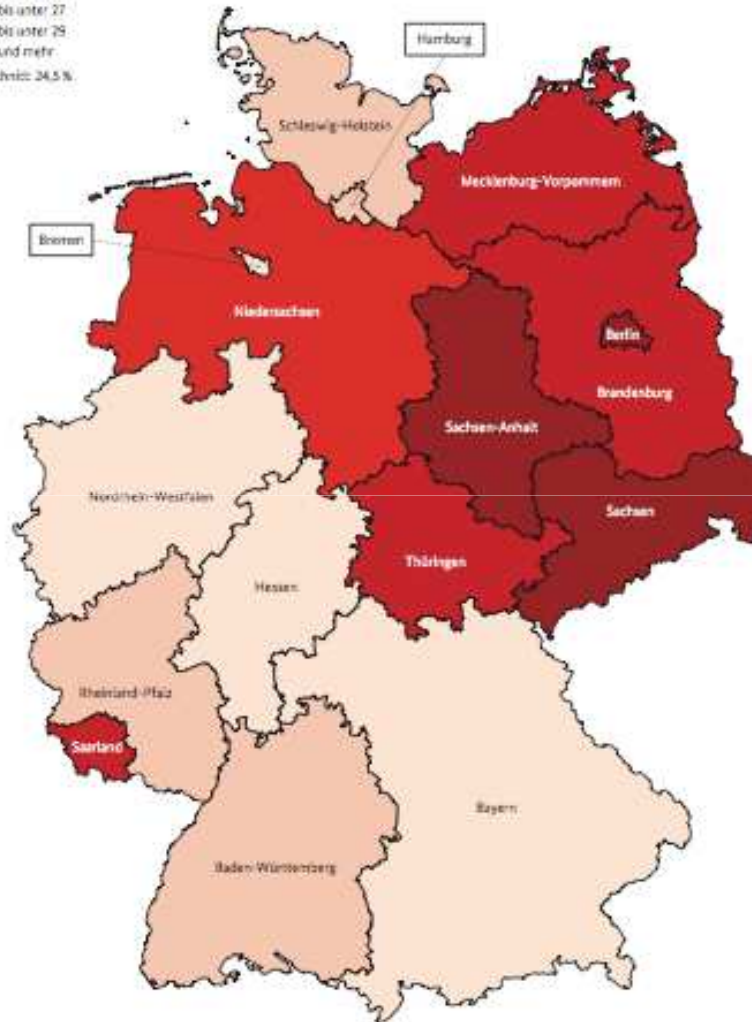 bis unter 27
bis unter 29
und mehr
chnitt: 24,5 %
Hamburg
Schleswig-Holstein
Mecklenburg-Vorpommern
Bremen
Niedersachsen
Berlin
Brandenburg
Sachsen-Anhalt
Nordrhein-Westfalen
Sachsen
Thüringen
Hessen
Rheinland-Pfalz
Saarland
Bayern
Baden-Württemberg